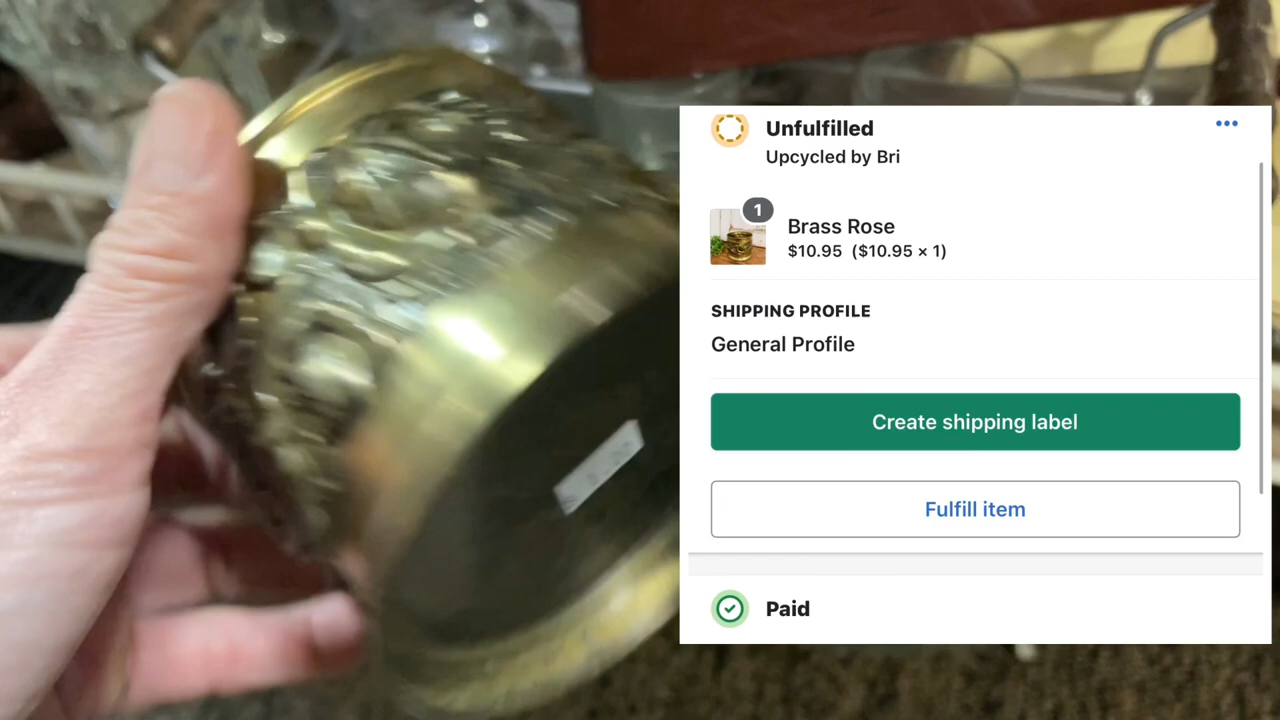 Unfulfilled
Upcycled by Bri
1
Brass Rose
$10.95 ($10.95 × 1)
SHIPPING PROFILE
General Profile
Create shipping label
Fulfill item
Paid